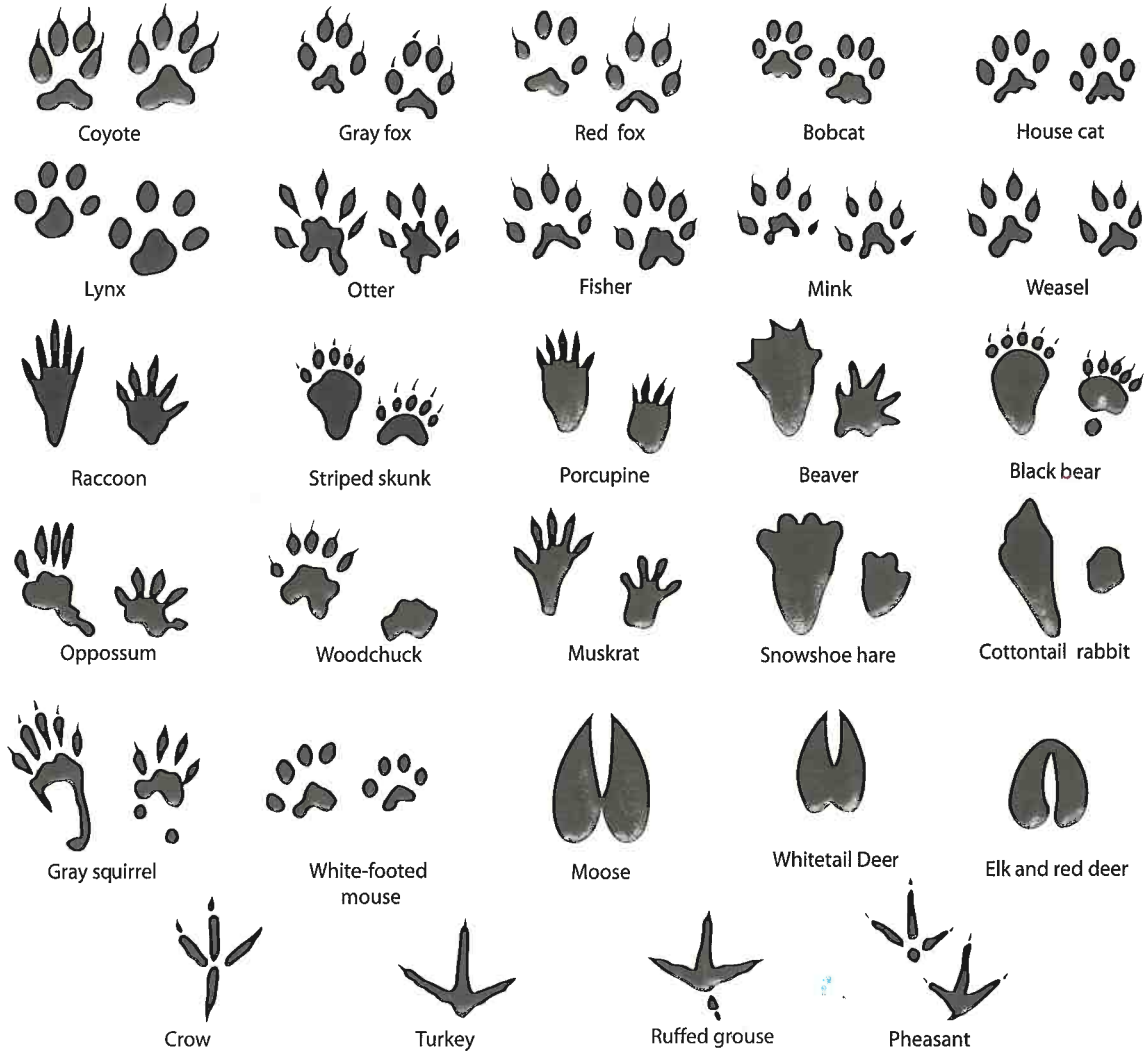 Coyote
Gray fox
Red fox
Bobcat
House cat
Lynx
Otter
Fisher
Mink
Weasel
Raccoon
Striped skunk
Porcupine
Beaver
Black bear
Oppossum
Woodchuck
Muskrat
Snowshoe hare
Cottontail rabbit
Gray squirrel
White-footed
mouse
Moose
Whitetail Deer
Elk and red deer
Crow
Turkey
Ruffed grouse
Pheasant